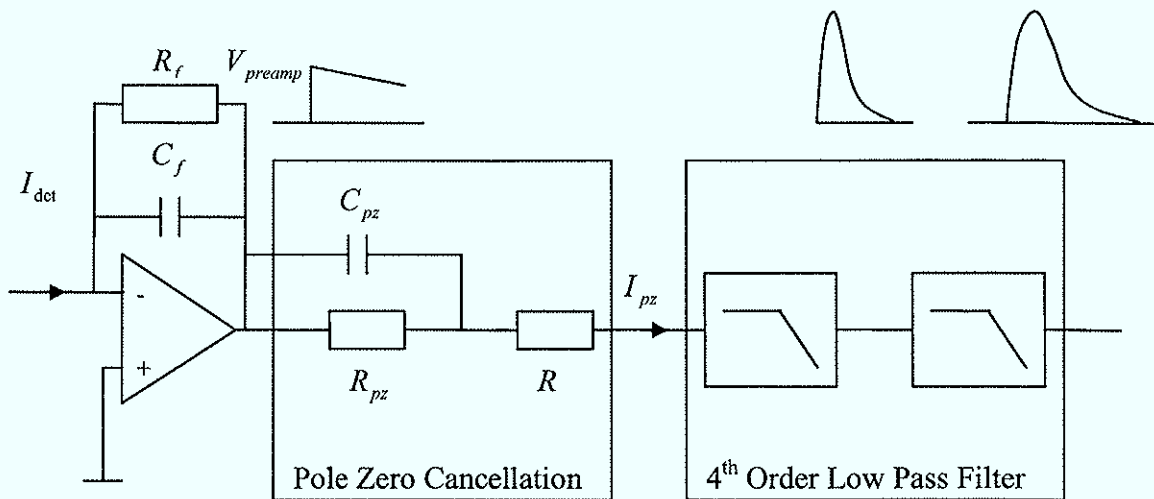 R_f
V_preamp
C_f
I_det
C_pz
I_pz
-
+
R_pz
R
Pole Zero Cancellation
4th Order Low Pass Filter